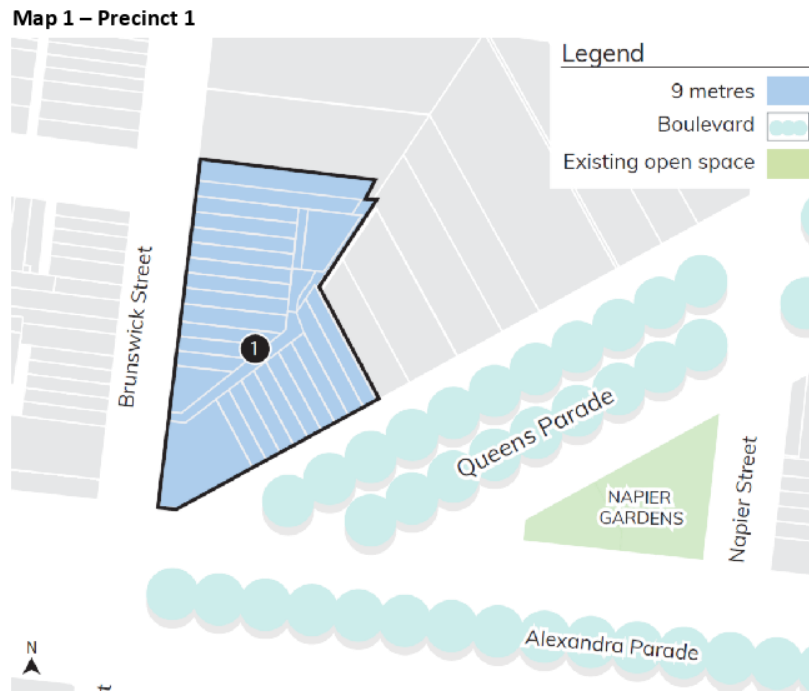 Map 1 – Precinct 1
Legend
9 metres
Boulevard
Existing open space
Brunswick Street
1
Queens Parade
NAPIER
GARDENS
Napier Street
Alexandra Parade
N